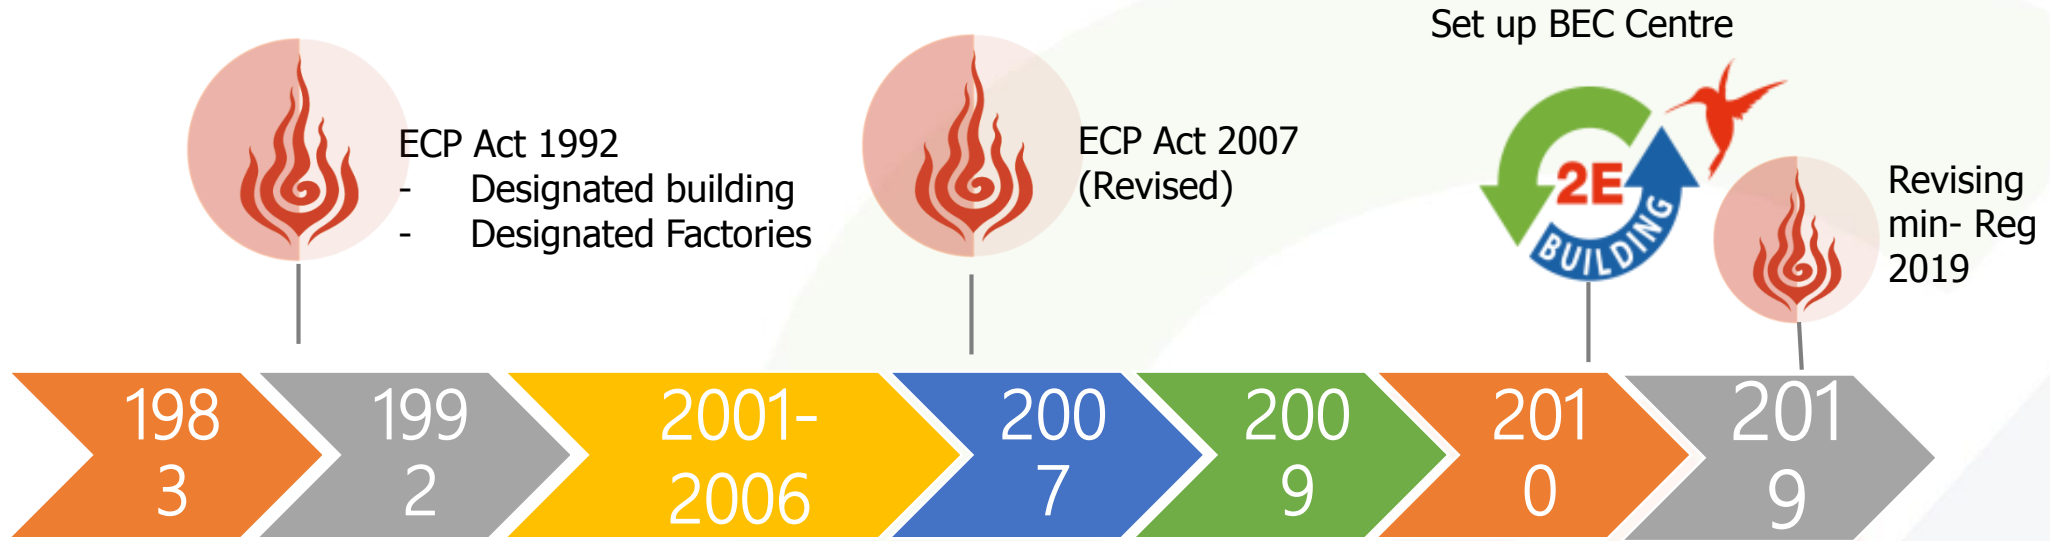 Set up BEC Centre
ECP Act 1992
- Designated building
- Designated Factories
ECP Act 2007
(Revised)
2E
BUILDING
Revising
min- Reg
2019
198
3
199
2
2001-
2006
200
7
200
9
201
0
201
9